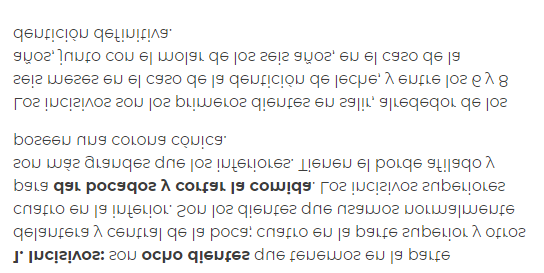 1. Incisivos: son ocho dientes que tenemos en la parte
delantera y central de la boca; cuatro en la parte superior y otros
cuatro en la inferior. Son los dientes que usamos normalmente
para dar bocados y cortar la comida. Los incisivos superiores
son más grandes que los inferiores. Tienen el borde afilado y
poseen una corona cónica.
Los incisivos son los primeros dientes en salir, alrededor de los
seis meses en el caso de la dentición de leche, y entre los 6 y 8
años, junto con el molar de los seis años, en el caso de la
dentición definitiva.